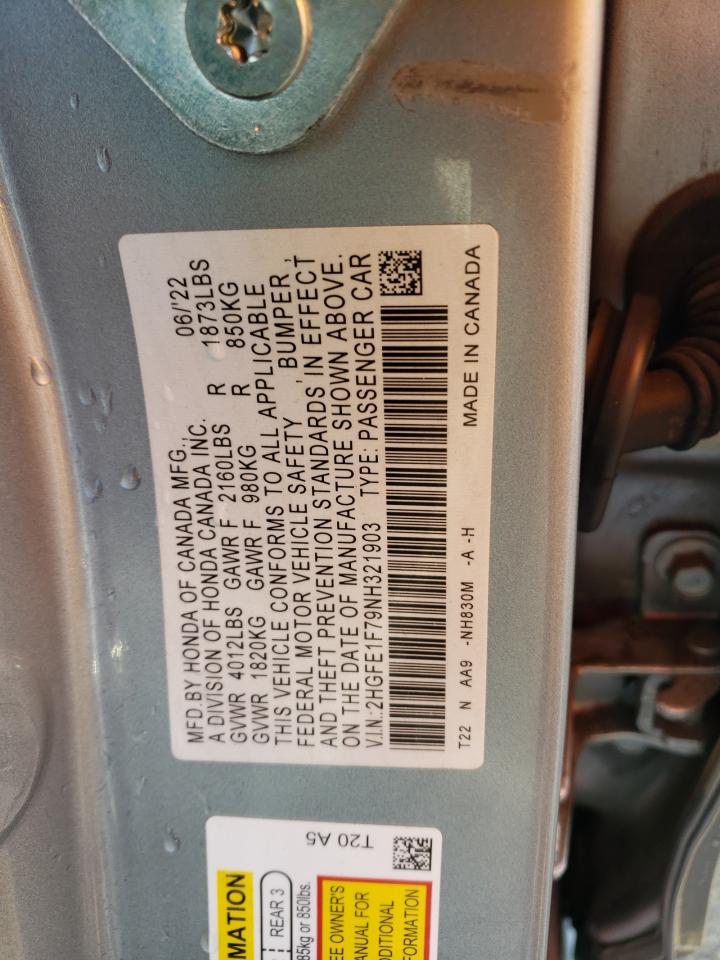 MFD.BY HONDA OF CANADA MFG., 06/'22
A DIVISION OF HONDA CANADA INC.
GVWR 4012LBS GAWR F 2160LBS R 1873LBS
GVWR 1820KG GAWR F 980KG R 850KG
THIS VEHICLE CONFORMS TO ALL APPLICABLE
FEDERAL MOTOR VEHICLE SAFETY , BUMPER ,
AND THEFT PREVENTION STANDARDS, IN EFFECT
ON THE DATE OF MANUFACTURE SHOWN ABOVE.
V.I.N.:2HGFE1F79NH321903 TYPE: PASSENGER CAR
T22 N AA9 -NH830M -A -H MADE IN CANADA
T20 A5
MATION
REAR 3
85kg or 850lbs.
EE OWNER'S
ANUAL FOR
DDITIONAL
FORMATION